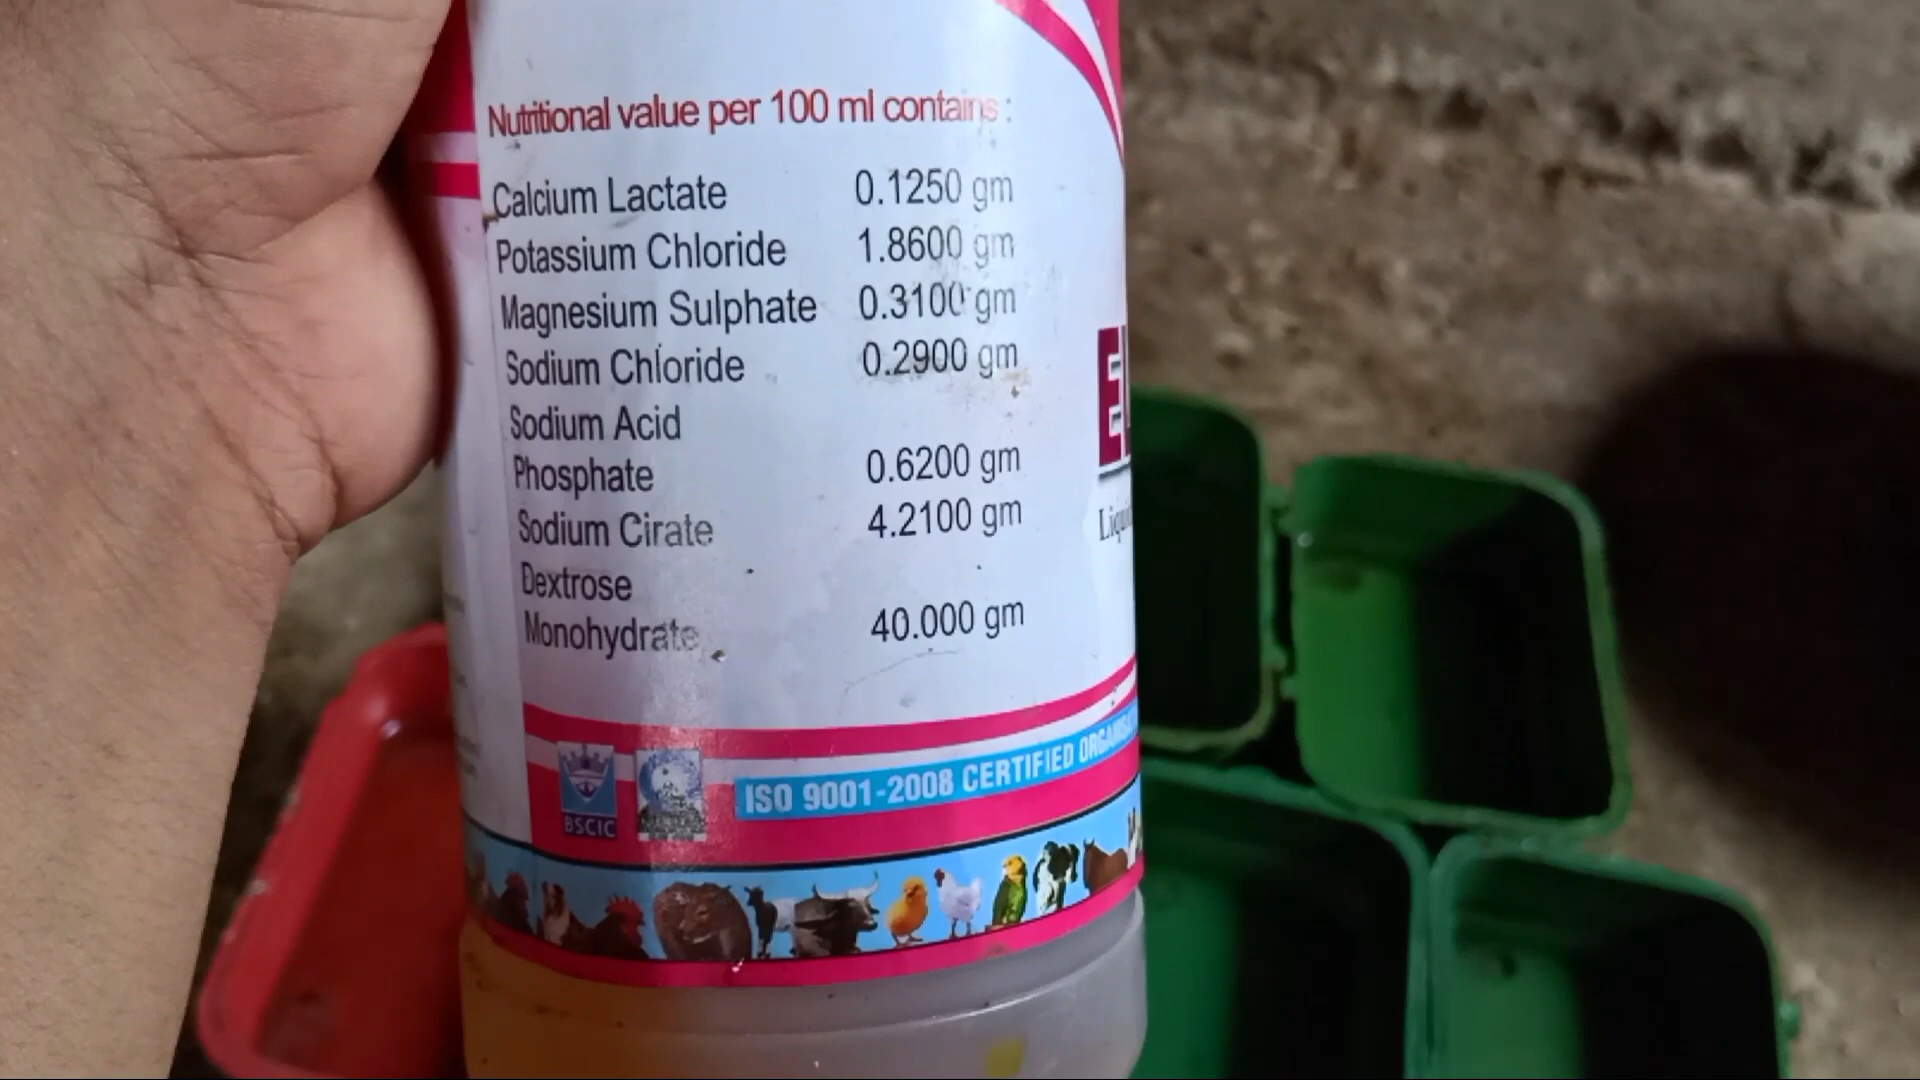 Nutritional value per 100 ml contains :
Calcium Lactate 0.1250 gm
Potassium Chloride 1.8600 gm
Magnesium Sulphate 0.3100 gm
Sodium Chloride 0.2900 gm
Sodium Acid
Phosphate 0.6200 gm
Sodium Cirate 4.2100 gm
Dextrose
Monohydrate 40.000 gm
BSCIC
ISO 9001-2008 CERTIFIED